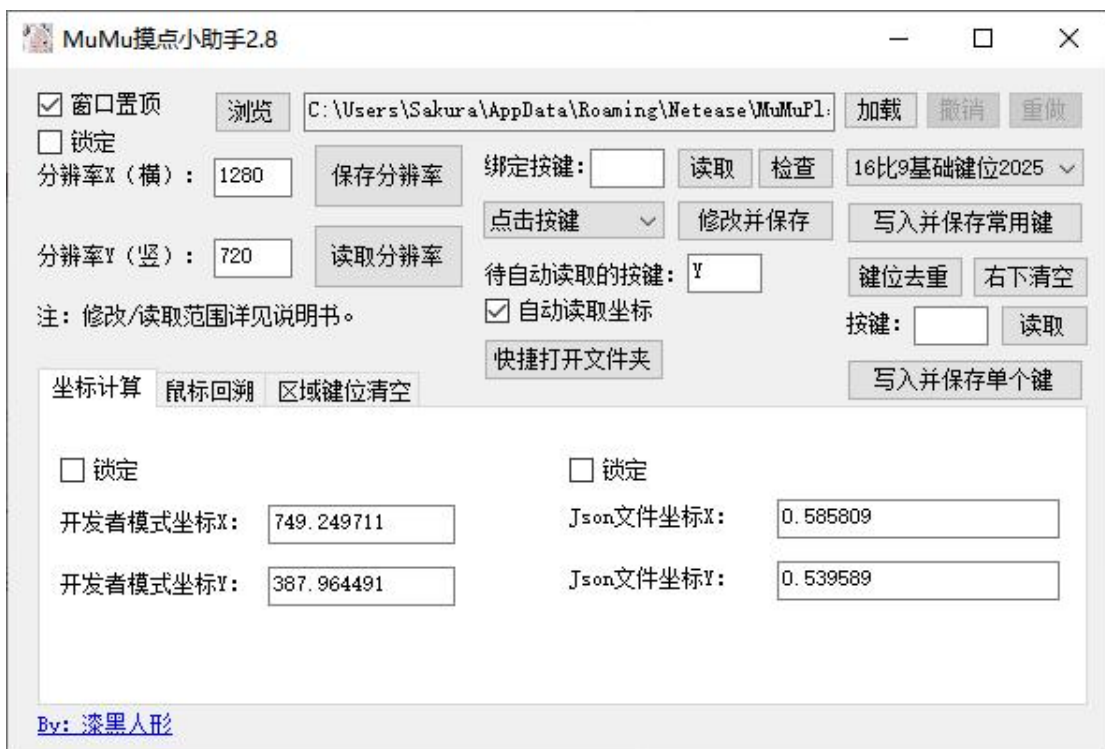 MuMu摸点小助手2.8
窗口置顶
浏览
C:\Users\Sakura\AppData\Roaming\Netease\MuMuPl
加载
撤销
重做
锁定
分辨率X（横）：
1280
保存分辨率
绑定按键：
读取
检查
16比9基础键位2025
点击按键
修改并保存
写入并保存常用键
分辨率Y（竖）：
720
读取分辨率
待自动读取的按键：
Y
键位去重
右下清空
注：修改/读取范围详见说明书。
自动读取坐标
按键：
读取
快捷打开文件夹
写入并保存单个键
坐标计算
鼠标回溯
区域键位清空
锁定
锁定
开发者模式坐标X：
749.249711
Json文件坐标X：
0.585809
开发者模式坐标Y：
387.964491
Json文件坐标Y：
0.539589
By: 漆黑人形